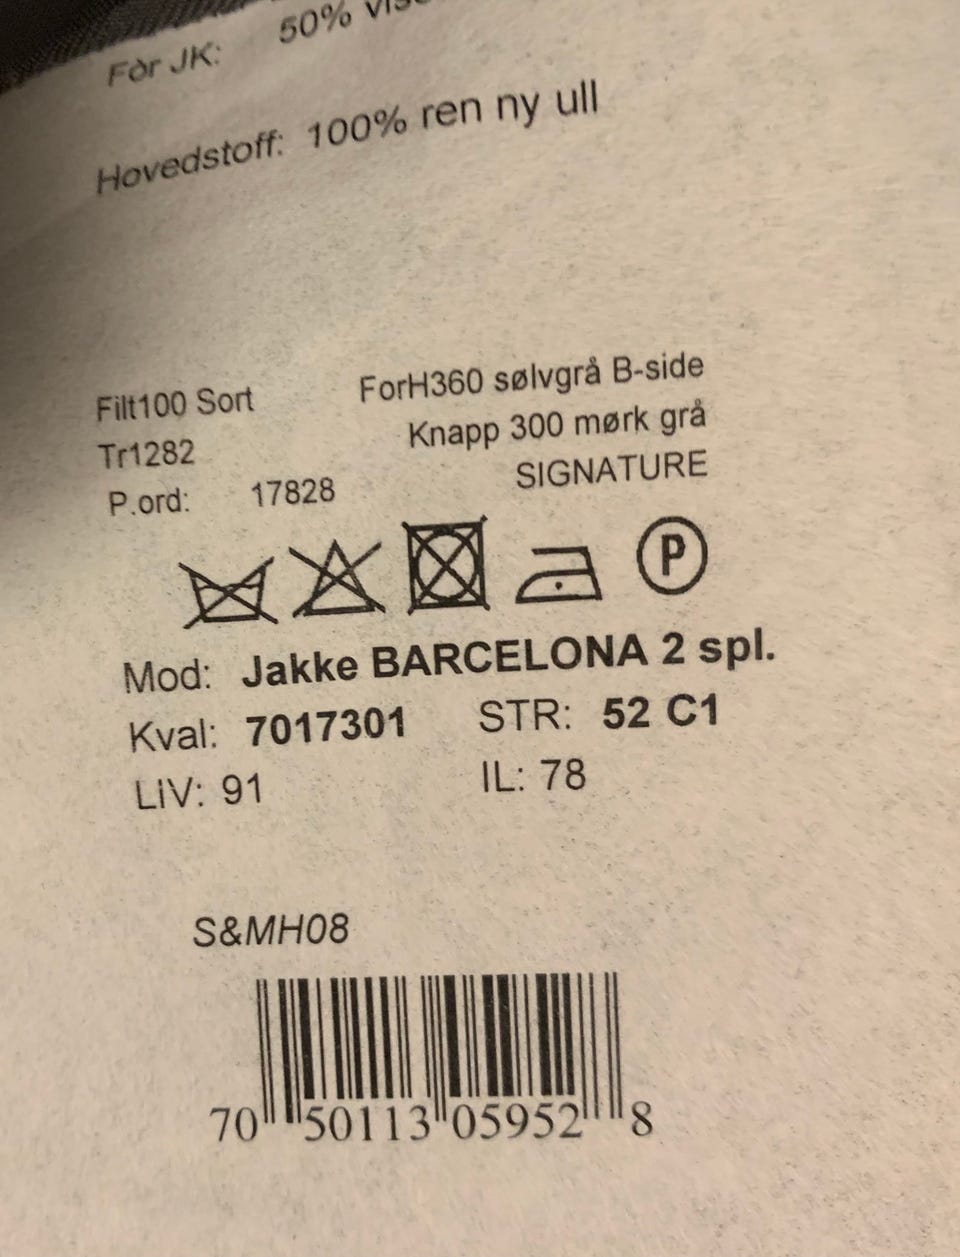 Fòr JK: 50%
Hovedstoff: 100% ren ny ull
Filt100 Sort ForH360 sølvgrå B-side
Tr1282 Knapp 300 mørk grå
P.ord: 17828 SIGNATURE
P
Mod: Jakke BARCELONA 2 spl.
Kval: 7017301 STR: 52 C1
LiV: 91 IL: 78
S&MH08
70 50113 05952 8